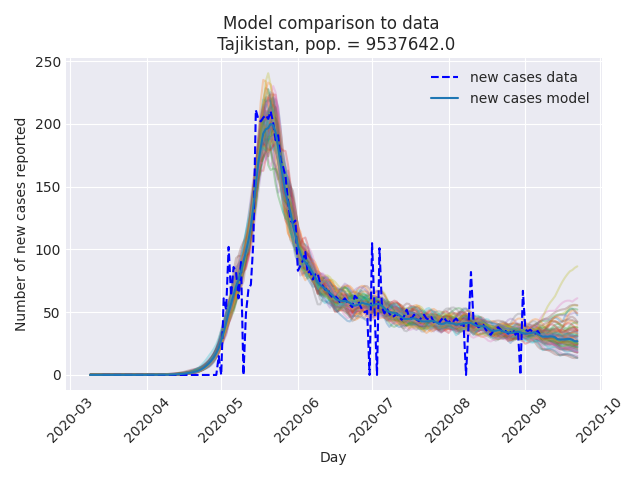 Model comparison to data
Tajikistan, pop. = 9537642.0
250
200
150
100
50
0
Number of new cases reported
new cases data
new cases model
2020-03
2020-04
2020-05
2020-06
2020-07
2020-08
2020-09
2020-10
Day